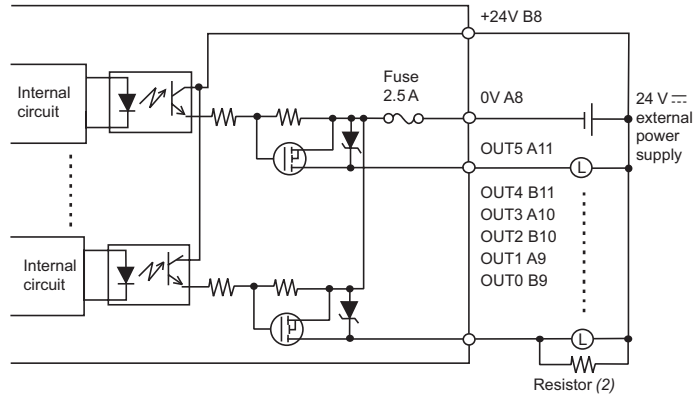 +24V B8
Internal
circuit
Fuse
2.5 A
0V A8
24 V ⎓
external
power
supply
OUT5 A11
L
OUT4 B11
OUT3 A10
OUT2 B10
OUT1 A9
OUT0 B9
Internal
circuit
L
Resistor (2)